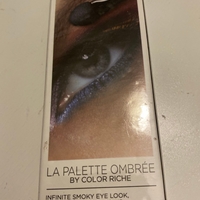 LA PALETTE OMBRÉE
BY COLOR RICHE
INFINITE SMOKY EYE LOOK,